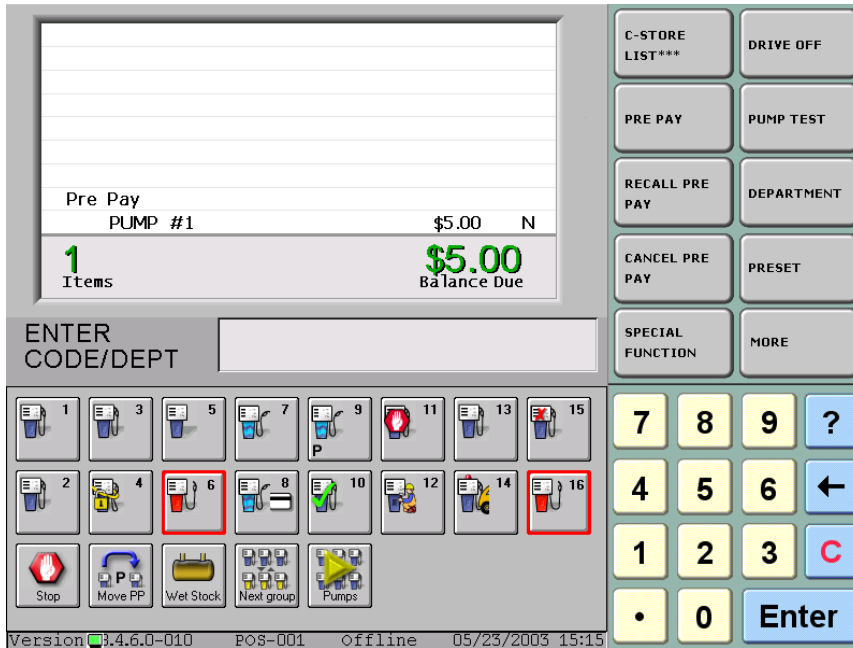 Pre Pay
PUMP #1 $5.00 N
1 $5.00
Items Balance Due
ENTER
CODE/DEPT
C-STORE
LIST***
DRIVE OFF
PRE PAY
PUMP TEST
RECALL PRE
PAY
DEPARTMENT
CANCEL PRE
PAY
PRESET
SPECIAL
FUNCTION
MORE
1 3 5 7 9 11 13 15
P
2 4 6 8 10 12 14 16
P
Stop Move PP Wet Stock Next group Pumps
7 8 9 ?
4 5 6 ←
1 2 3 C
• 0 Enter
Version 3.4.6.0-010 POS-001 Offline 05/23/2003 15:15